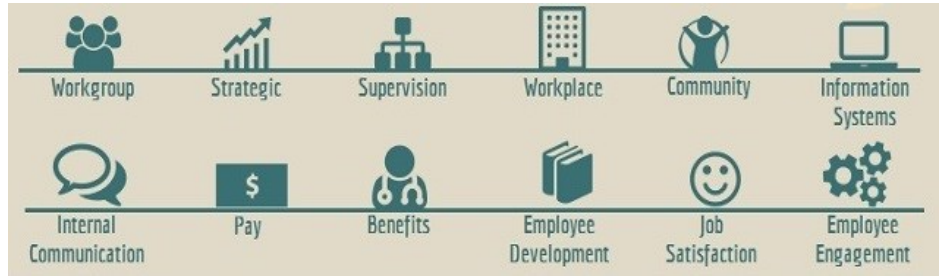 Workgroup Strategic Supervision Workplace Community Information
Systems
$
Internal Pay Benefits Employee Job Employee
Communication Development Satisfaction Engagement